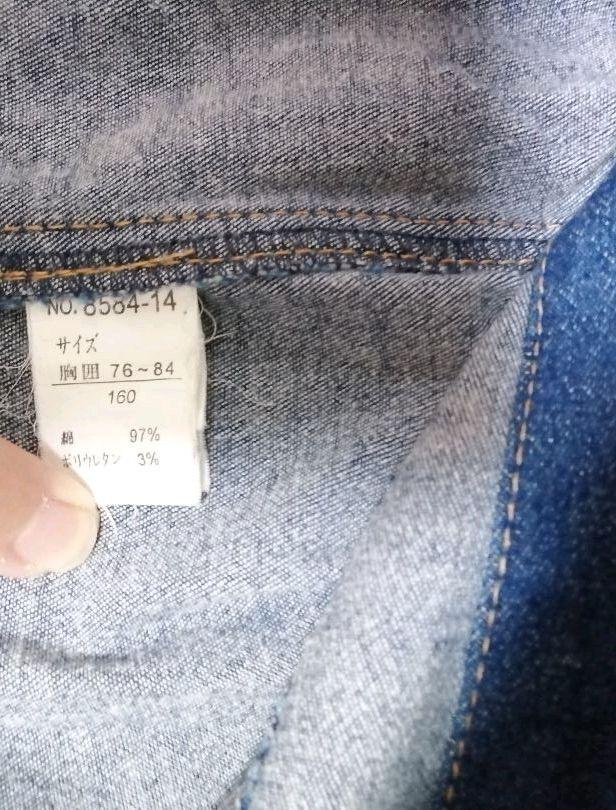 NO. 8584-14
サイズ
胸囲 76~84
160
綿 97%
ポリウレタン 3%